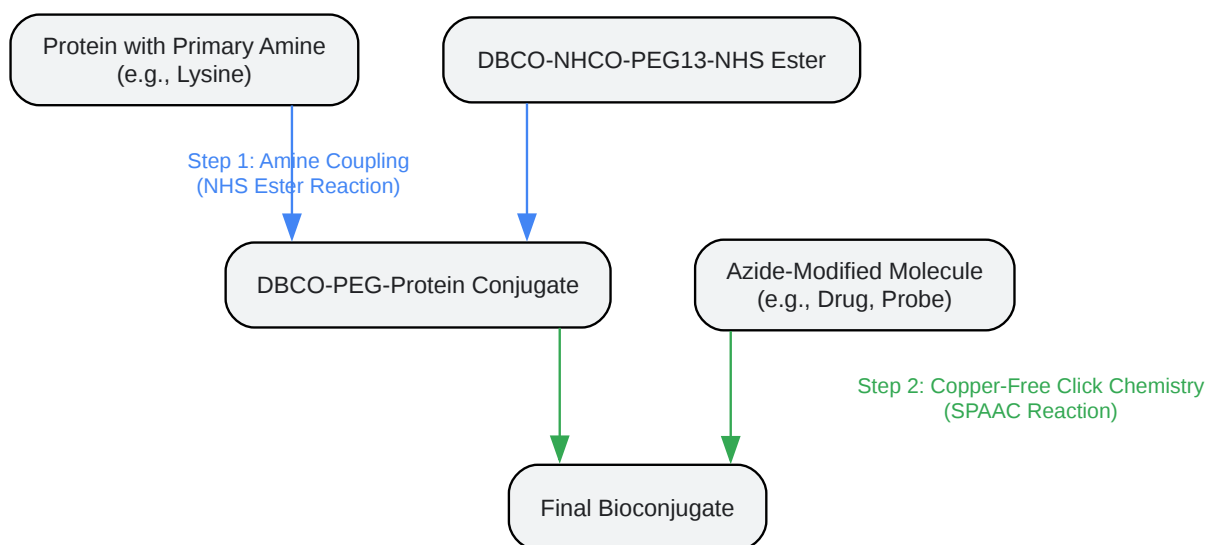 Protein with Primary Amine
(e.g., Lysine)
DBCO-NHCO-PEG13-NHS Ester
Step 1: Amine Coupling
(NHS Ester Reaction)
DBCO-PEG-Protein Conjugate
Azide-Modified Molecule
(e.g., Drug, Probe)
Step 2: Copper-Free Click Chemistry
(SPAAC Reaction)
Final Bioconjugate